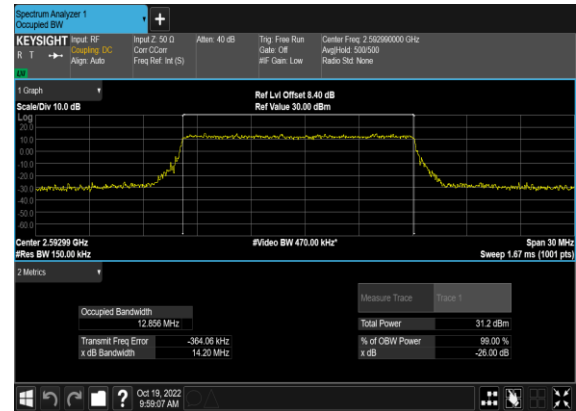 Spectrum Analyzer 1
Occupied BW
KEYSIGHT Input: RF Input Z: 50 Ω Atten: 40 dB Trig: Free Run Center Freq: 2.592990000 GHz
R T Coupling: DC Corr CCorr Gate: Off Avg|Hold: 500/500
Align: Auto Freq Ref: Int (S) #IF Gain: Low Radio Std: None
1 Graph
Ref Lvl Offset 8.40 dB
Scale/Div 10.0 dB Ref Value 30.00 dBm
Log
20.0
10.0
0.00
-10.0
-20.0
-30.0
-40.0
-50.0
-60.0
Center 2.59299 GHz #Video BW 470.00 kHz* Span 30 MHz
#Res BW 150.00 kHz Sweep 1.67 ms (1001 pts)
2 Metrics
Measure Trace Trace 1
Occupied Bandwidth
12.856 MHz Total Power 31.2 dBm
Transmit Freq Error -364.06 kHz % of OBW Power 99.00 %
x dB Bandwidth 14.20 MHz x dB -26.00 dB
? Oct 19, 2022
9:59:07 AM